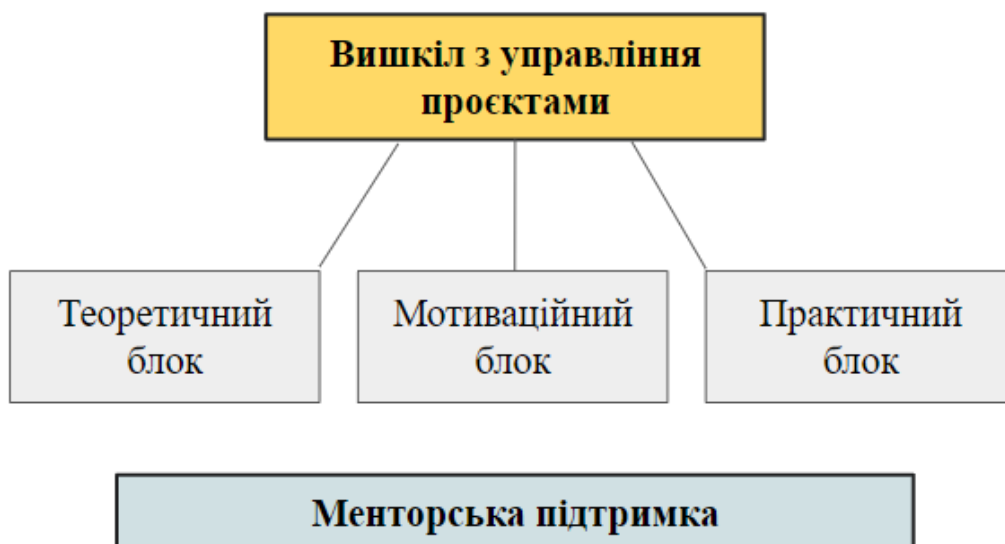 Вишкіл з управління
проєктами
Теоретичний
блок
Мотиваційний
блок
Практичний
блок
Менторська підтримка